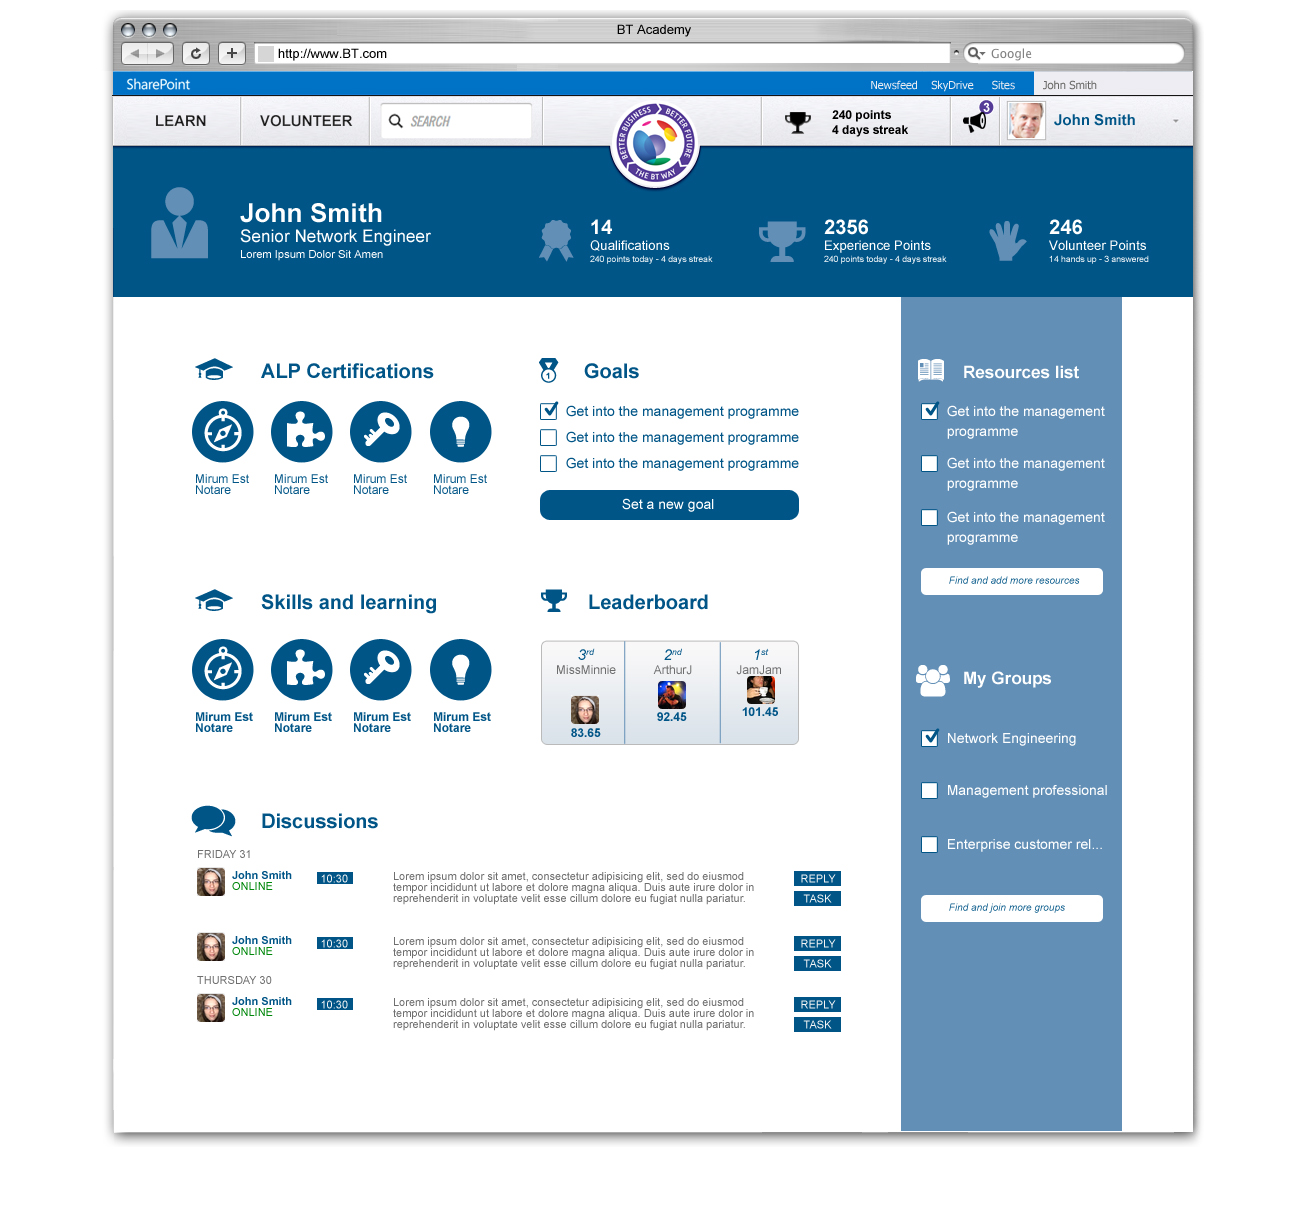 BT Academy
http://www.BT.com
Google
SharePoint
Newsfeed SkyDrive Sites John Smith
LEARN
VOLUNTEER
SEARCH
BETTER BUSINESS BETTER FUTURE
THE BT WAY
240 points
4 days streak
3
John Smith
John Smith
Senior Network Engineer
Lorem Ipsum Dolor Sit Amen
14
Qualifications
240 points today - 4 days streak
2356
Experience Points
240 points today - 4 days streak
246
Volunteer Points
14 hands up - 3 answered
ALP Certifications
Mirum Est
Notare
Mirum Est
Notare
Mirum Est
Notare
Mirum Est
Notare
1
Goals
Get into the management programme
Get into the management programme
Get into the management programme
Set a new goal
Resources list
Get into the management
programme
Get into the management
programme
Get into the management
programme
Find and add more resources
Skills and learning
Mirum Est
Notare
Mirum Est
Notare
Mirum Est
Notare
Mirum Est
Notare
Leaderboard
3rd
MissMinnie
83.65
2nd
ArthurJ
92.45
1st
JamJam
101.45
My Groups
Network Engineering
Management professional
Enterprise customer rel...
Find and join more groups
Discussions
FRIDAY 31
John Smith
ONLINE
10:30
Lorem ipsum dolor sit amet, consectetur adipisicing elit, sed do eiusmod
tempor incididunt ut labore et dolore magna aliqua. Duis aute irure dolor in
reprehenderit in voluptate velit esse cillum dolore eu fugiat nulla pariatur.
REPLY
TASK
John Smith
ONLINE
10:30
Lorem ipsum dolor sit amet, consectetur adipisicing elit, sed do eiusmod
tempor incididunt ut labore et dolore magna aliqua. Duis aute irure dolor in
reprehenderit in voluptate velit esse cillum dolore eu fugiat nulla pariatur.
REPLY
TASK
THURSDAY 30
John Smith
ONLINE
10:30
Lorem ipsum dolor sit amet, consectetur adipisicing elit, sed do eiusmod
tempor incididunt ut labore et dolore magna aliqua. Duis aute irure dolor in
reprehenderit in voluptate velit esse cillum dolore eu fugiat nulla pariatur.
REPLY
TASK